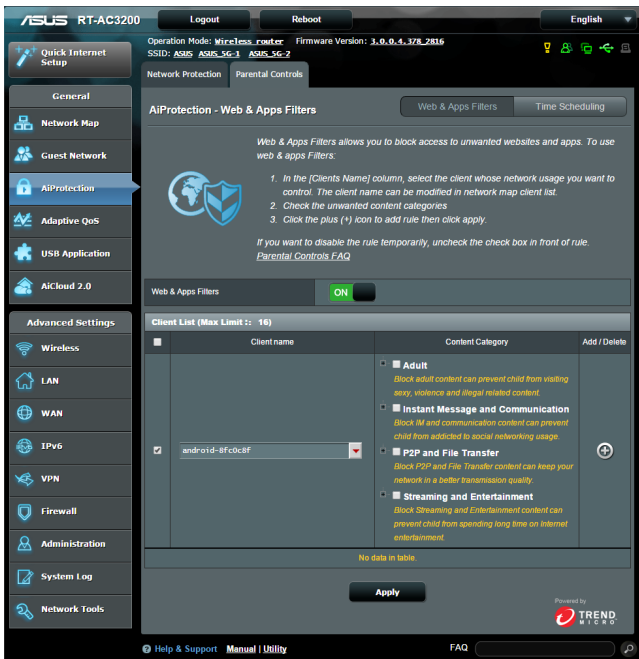 ASUS RT-AC3200 Logout Reboot English
Quick Internet Setup
Operation Mode: Wireless router Firmware Version: 3.0.0.4.378_2816
SSID: ASUS ASUS_5G-1 ASUS_5G-2
Network Protection Parental Controls
General
Network Map
Guest Network
AiProtection
Adaptive QoS
USB Application
AiCloud 2.0
Advanced Settings
Wireless
LAN
WAN
IPv6
VPN
Firewall
Administration
System Log
Network Tools
AiProtection - Web & Apps Filters Web & Apps Filters Time Scheduling
Web & Apps Filters allows you to block access to unwanted websites and apps. To use
web & apps Filters:
1. In the [Clients Name] column, select the client whose network usage you want to
control. The client name can be modified in network map client list.
2. Check the unwanted content categories
3. Click the plus (+) icon to add rule then click apply.
If you want to disable the rule temporarily, uncheck the check box in front of rule.
Parental Controls FAQ
Web & Apps Filters ON
Client List (Max Limit : 16)
Client name Content Category Add / Delete
android-8fc0c8f
Adult
Block adult content can prevent child from visiting
sexy, violence and illegal related content.
Instant Message and Communication
Block IM and communication content can prevent
child from addicted to social networking usage.
P2P and File Transfer
Block P2P and File Transfer content can keep your
network in a better transmission quality.
Streaming and Entertainment
Block Streaming and Entertainment content can
prevent child from spending long time on Internet
entertainment.
No data in table.
Apply
Powered by
TREND
MICRO
Help & Support Manual | Utility FAQ